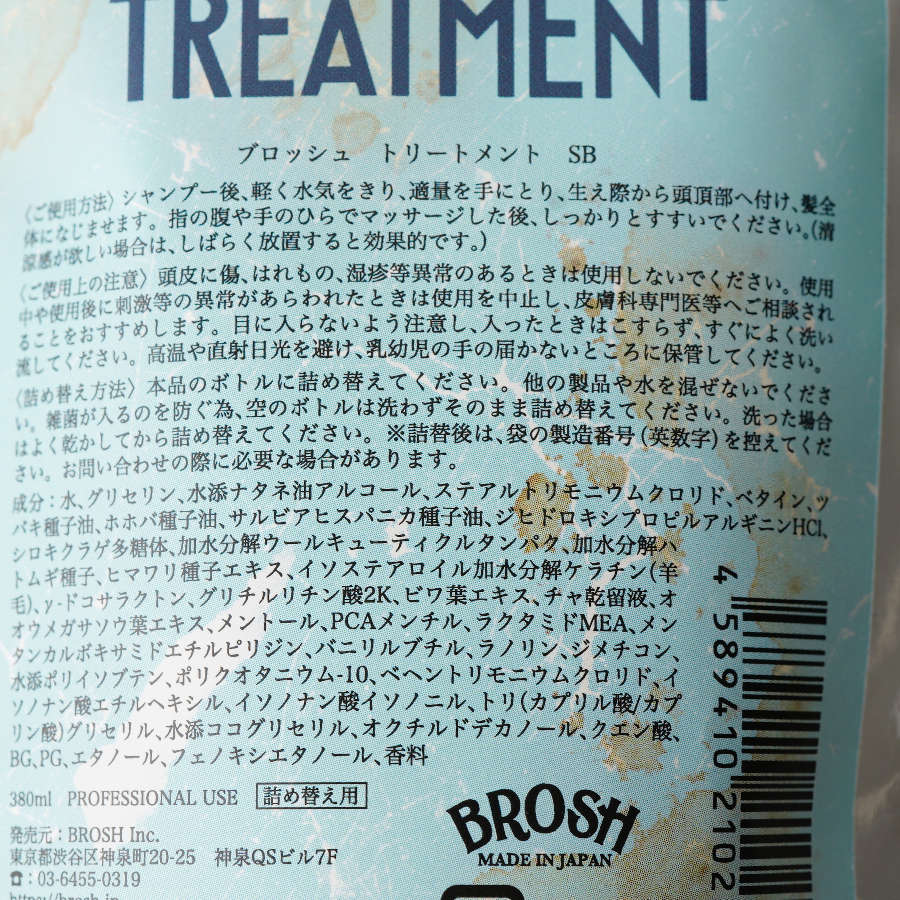 TREATMENT
ブロッシュ トリートメント SB
〈ご使用方法〉シャンプー後、軽く水気をきり、適量を手にとり、生え際から頭頂部へ付け、髪全
体になじませます。指の腹や手のひらでマッサージした後、しっかりとすすいでください。(清
涼感が欲しい場合は、しばらく放置すると効果的です。)
〈ご使用上の注意〉頭皮に傷、はれもの、湿疹等異常のあるときは使用しないでください。使用
中や使用後に刺激等の異常があらわれたときは使用を中止し、皮膚科専門医等へご相談され
ることをおすすめします。目に入らないよう注意し、入ったときはこすらず、すぐによく洗い
流してください。高温や直射日光を避け、乳幼児の手の届かないところに保管してください。
〈詰め替え方法〉本品のボトルに詰め替えてください。他の製品や水を混ぜないでくださ
い。雑菌が入るのを防ぐ為、空のボトルは洗わずそのまま詰め替えてください。洗った場合
はよく乾かしてから詰め替えてください。※詰替後は、袋の製造番号(英数字)を控えてくだ
さい。お問い合わせの際に必要な場合があります。
成分：水、グリセリン、水添ナタネ油アルコール、ステアルトリモニウムクロリド、ベタイン、ツ
バキ種子油、ホホバ種子油、サルビアヒスパニカ種子油、ジヒドロキシプロピルアルギニンHCl、
シロキクラゲ多糖体、加水分解ウールキューティクルタンパク、加水分解ハ
トムギ種子、ヒマワリ種子エキス、イソステアロイル加水分解ケラチン(羊
毛)、γ-ドコサラクトン、グリチルリチン酸2K、ビワ葉エキス、チャ乾留液、オ
オウメガサソウ葉エキス、メントール、PCAメンチル、ラクタミドMEA、メン
タンカルボキサミドエチルピリジン、バニリルブチル、ラノリン、ジメチコン、
水添ポリイソブテン、ポリクオタニウム-10、ベヘントリモニウムクロリド、イ
ソノナン酸エチルヘキシル、イソノナン酸イソノニル、トリ(カプリル酸/カプ
リン酸)グリセリル、水添ココグリセリル、オクチルドデカノール、クエン酸、
BG、PG、エタノール、フェノキシエタノール、香料
380ml PROFESSIONAL USE 詰め替え用
発売元：BROSH Inc.
東京都渋谷区神泉町20-25 神泉QSビル7F
☎：03-6455-0319
https://brosh.jp
BROSH
MADE IN JAPAN
4 589410 2102